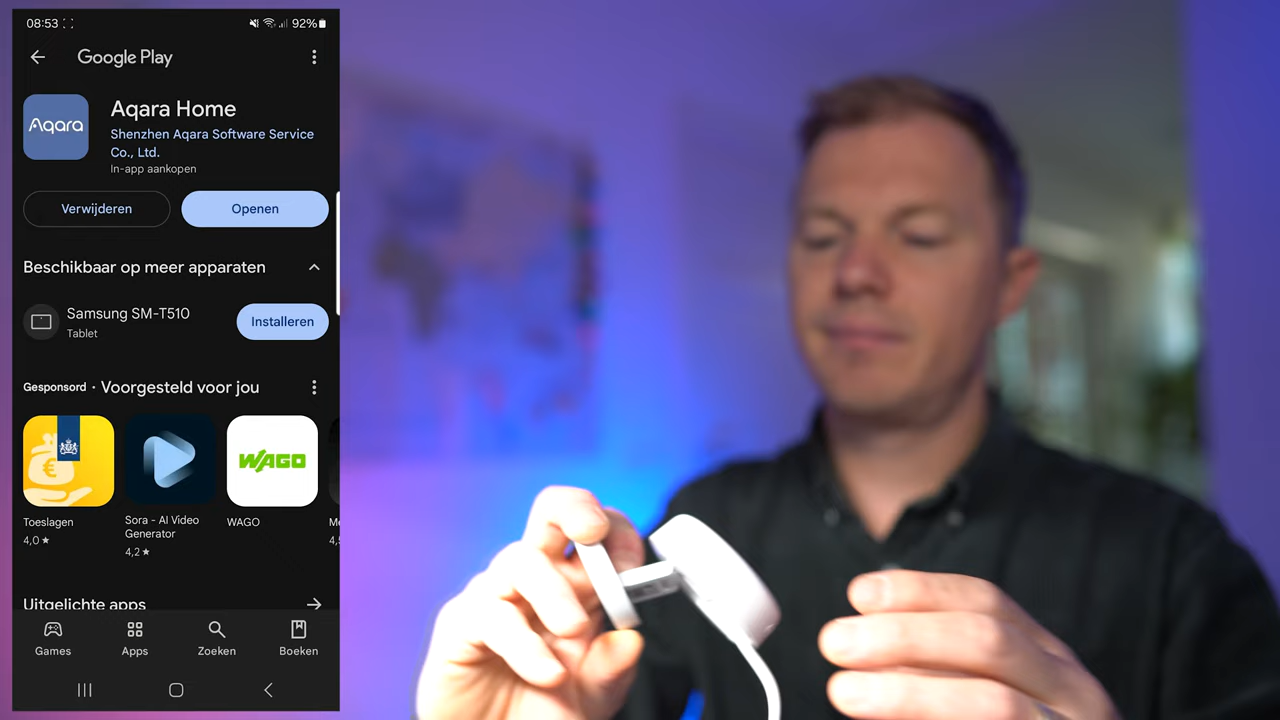 08:53
92%
Google Play
Aqara
Aqara Home
Shenzhen Aqara Software Service
Co., Ltd.
In-app aankopen
Verwijderen
Openen
Beschikbaar op meer apparaten
Samsung SM-T510
Tablet
Installeren
Gesponsord · Voorgesteld voor jou
WAGO
Toeslagen
4,0 ★
Sora - AI Video
Generator
4,2 ★
WAGO
Uitgelichte apps
Games
Apps
Zoeken
Boeken